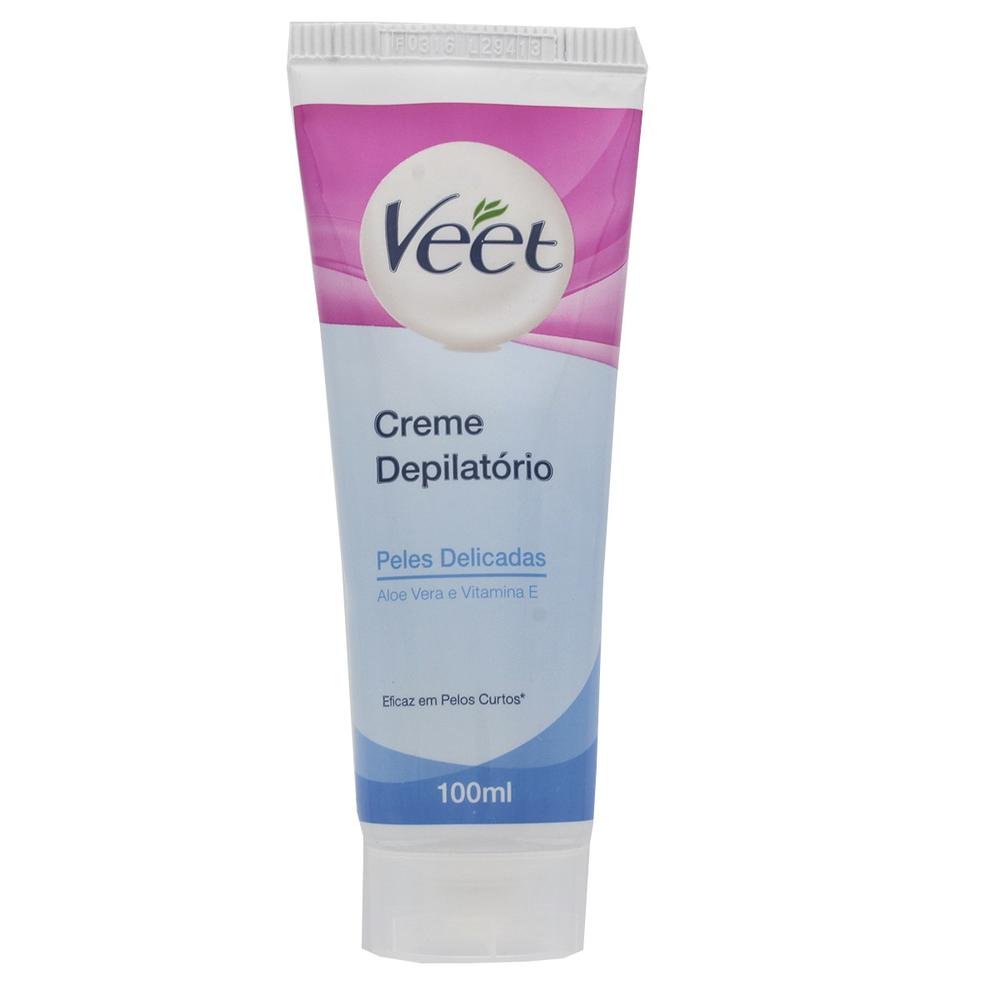 F0316 L29413
Veet
Creme
Depilatório
Peles Delicadas
Aloe Vera e Vitamina E
Eficaz em Pelos Curtos*
100ml